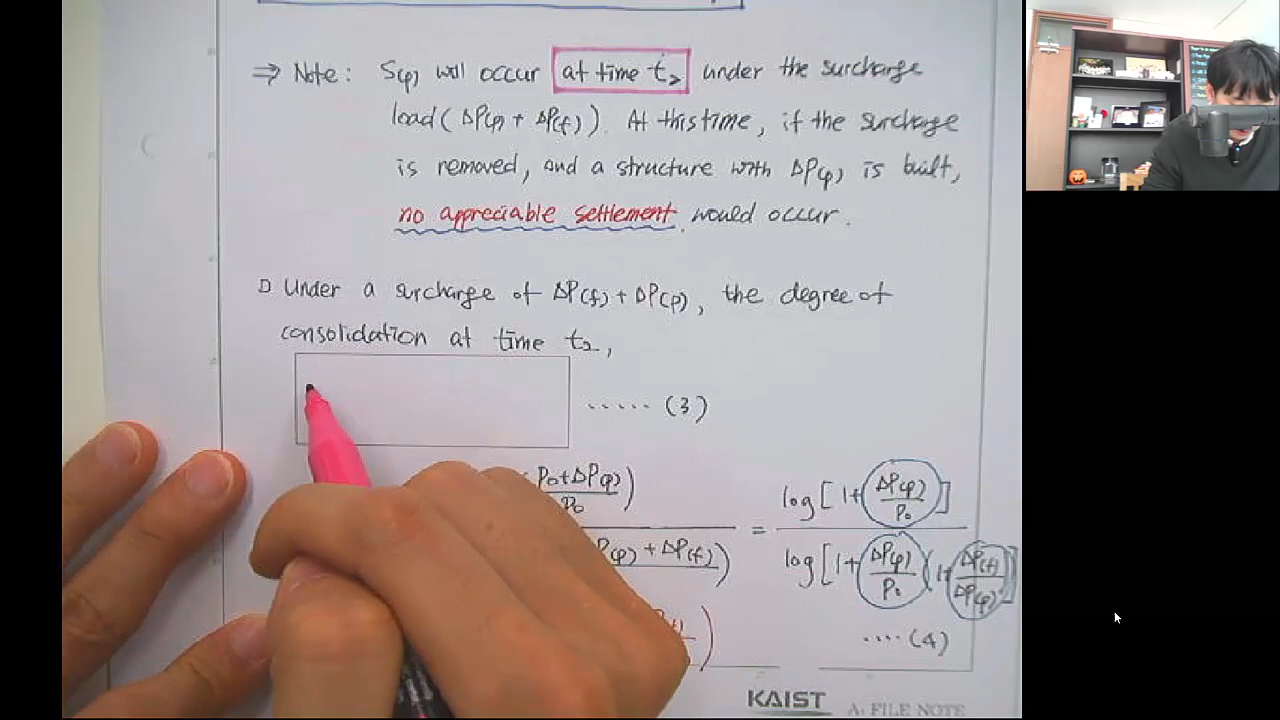 ⇒ Note: S(p) will occur at time t₂ under the surcharge
load (ΔP(p) + ΔP(f)). At this time, if the surcharge
is removed, and a structure with ΔP(p) is built,
no appreciable settlement would occur.
Under a surcharge of ΔP(f) + ΔP(p), the degree of
consolidation at time t₂,
...... (3)
P₀+ΔP(p) / P₀ )
P(p) + ΔP(f) )
= log[1+ ΔP(p)/P₀] / log[1+ ΔP(p)/P₀ (1+ ΔP(f)/ΔP(p))]
.... (4)
KAIST A4 FILE NOTE